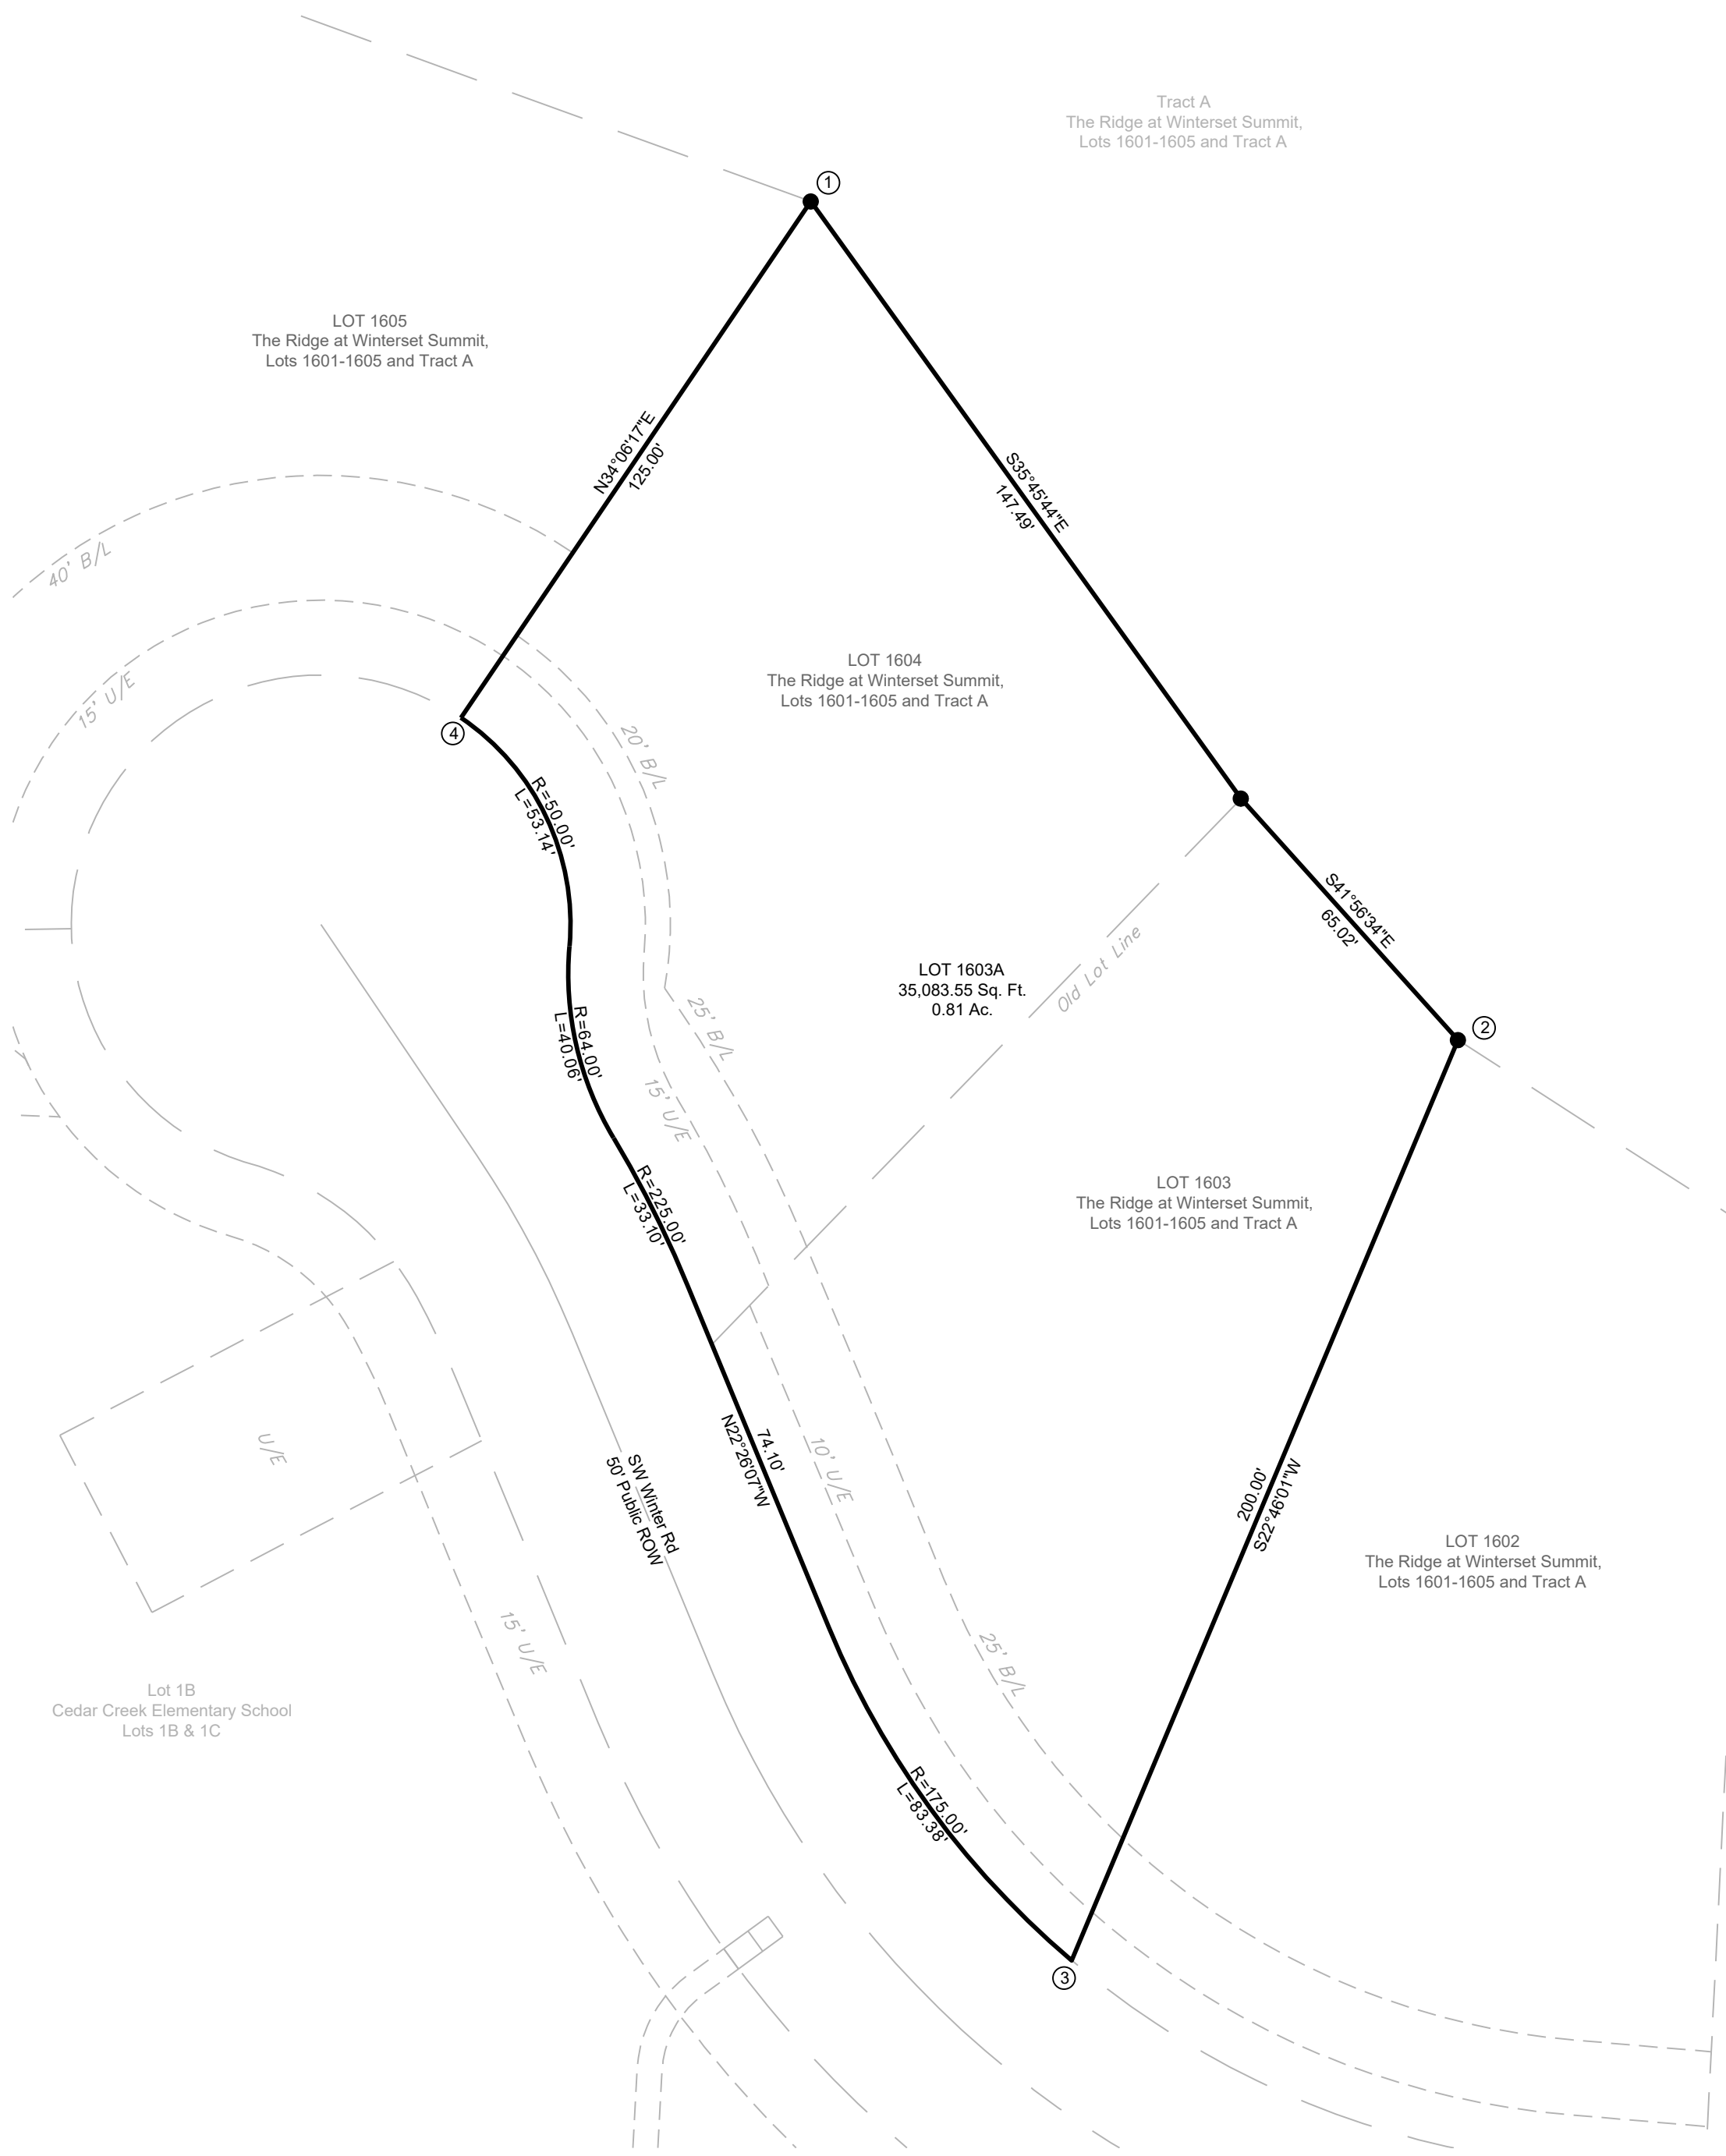 Tract A
The Ridge at Winterset Summit,
Lots 1601-1605 and Tract A
1
LOT 1605
The Ridge at Winterset Summit,
Lots 1601-1605 and Tract A
N34°06'17"E
125.00'
S35°45'44"E
147.49'
40' B/L
15' U/E
4
LOT 1604
The Ridge at Winterset Summit,
Lots 1601-1605 and Tract A
20' B/L
R=50.00'
L=53.14'
S41°56'34"E
65.02'
Old Lot Line
LOT 1603A
35,083.55 Sq. Ft.
0.81 Ac.
2
25' B/L
R=64.00'
L=40.06'
15' U/E
R=225.00'
L=33.10'
LOT 1603
The Ridge at Winterset Summit,
Lots 1601-1605 and Tract A
U/E
74.10'
N22°26'07"W
10' U/E
SW Winter Rd
50' Public ROW
200.00'
S22°46'01"W
LOT 1602
The Ridge at Winterset Summit,
Lots 1601-1605 and Tract A
15' U/E
25' B/L
Lot 1B
Cedar Creek Elementary School
Lots 1B & 1C
R=175.00'
L=83.38'
3